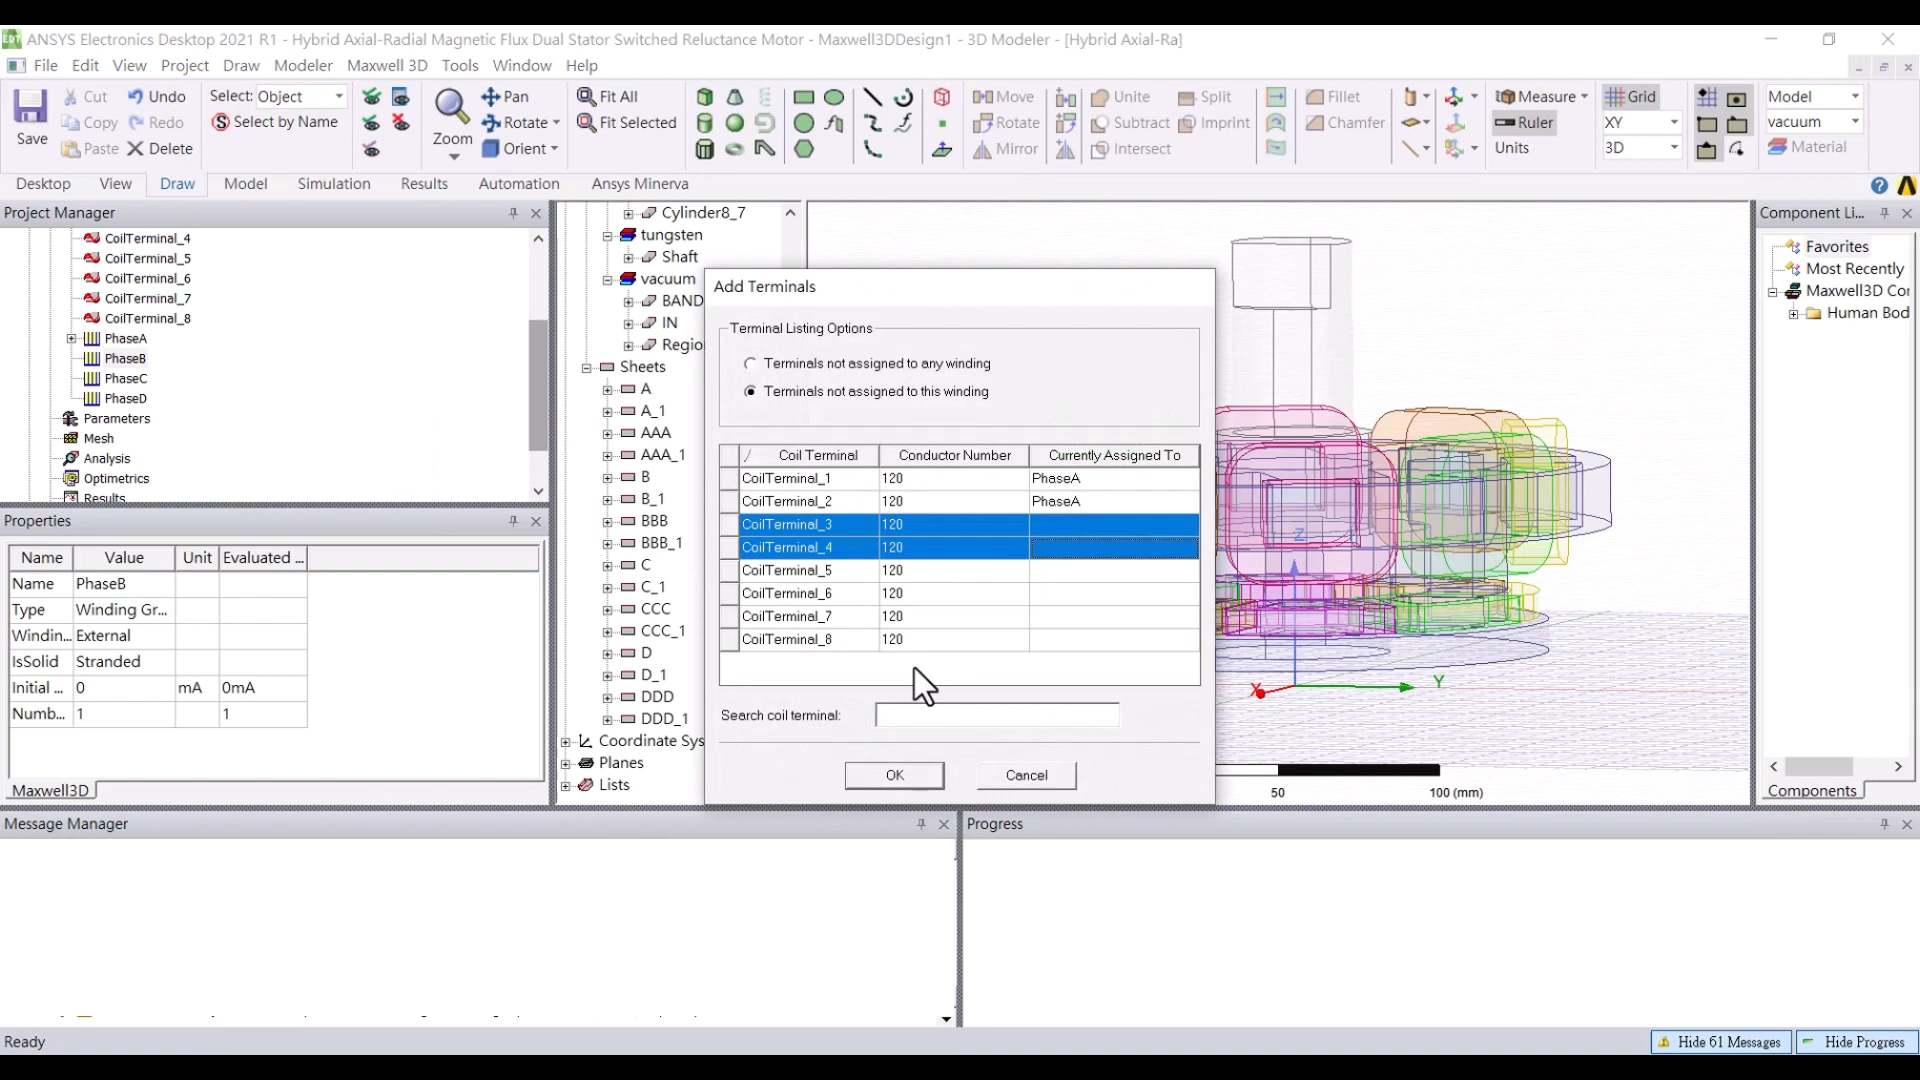 ANSYS Electronics Desktop 2021 R1 - Hybrid Axial-Radial Magnetic Flux Dual Stator Switched Reluctance Motor - Maxwell3DDesign1 - 3D Modeler - [Hybrid Axial-Ra]
File Edit View Project Draw Modeler Maxwell 3D Tools Window Help
Save
Cut Undo
Copy Redo
Paste Delete
Select: Object
Select by Name
Zoom
Pan
Rotate
Orient
Fit All
Fit Selected
Move
Rotate
Mirror
Unite Split
Subtract Imprint
Intersect
Fillet
Chamfer
Measure
Ruler
Units
Grid
XY
3D
Model
vacuum
Material
Desktop View Draw Model Simulation Results Automation Ansys Minerva
Project Manager
CoilTerminal_4
CoilTerminal_5
CoilTerminal_6
CoilTerminal_7
CoilTerminal_8
PhaseA
PhaseB
PhaseC
PhaseD
Parameters
Mesh
Analysis
Optimetrics
Results
Properties
Name Value Unit Evaluated ...
Name PhaseB
Type Winding Gr...
Windin... External
IsSolid Stranded
Initial ... 0 mA 0mA
Numb... 1 1
Maxwell3D
Cylinder8_7
tungsten
Shaft
vacuum
BAND
IN
Regio
Sheets
A
A_1
AAA
AAA_1
B
B_1
BBB
BBB_1
C
C_1
CCC
CCC_1
D
D_1
DDD
DDD_1
Coordinate Sys
Planes
Lists
Add Terminals
Terminal Listing Options
Terminals not assigned to any winding
Terminals not assigned to this winding
/ Coil Terminal Conductor Number Currently Assigned To
CoilTerminal_1 120 PhaseA
CoilTerminal_2 120 PhaseA
CoilTerminal_3 120
CoilTerminal_4 120
CoilTerminal_5 120
CoilTerminal_6 120
CoilTerminal_7 120
CoilTerminal_8 120
Search coil terminal:
OK Cancel
Z
X
Y
50 100 (mm)
Component Li...
Favorites
Most Recently
Maxwell3D Cor
Human Bod
Components
Message Manager
Progress
Ready
Hide 61 Messages
Hide Progress